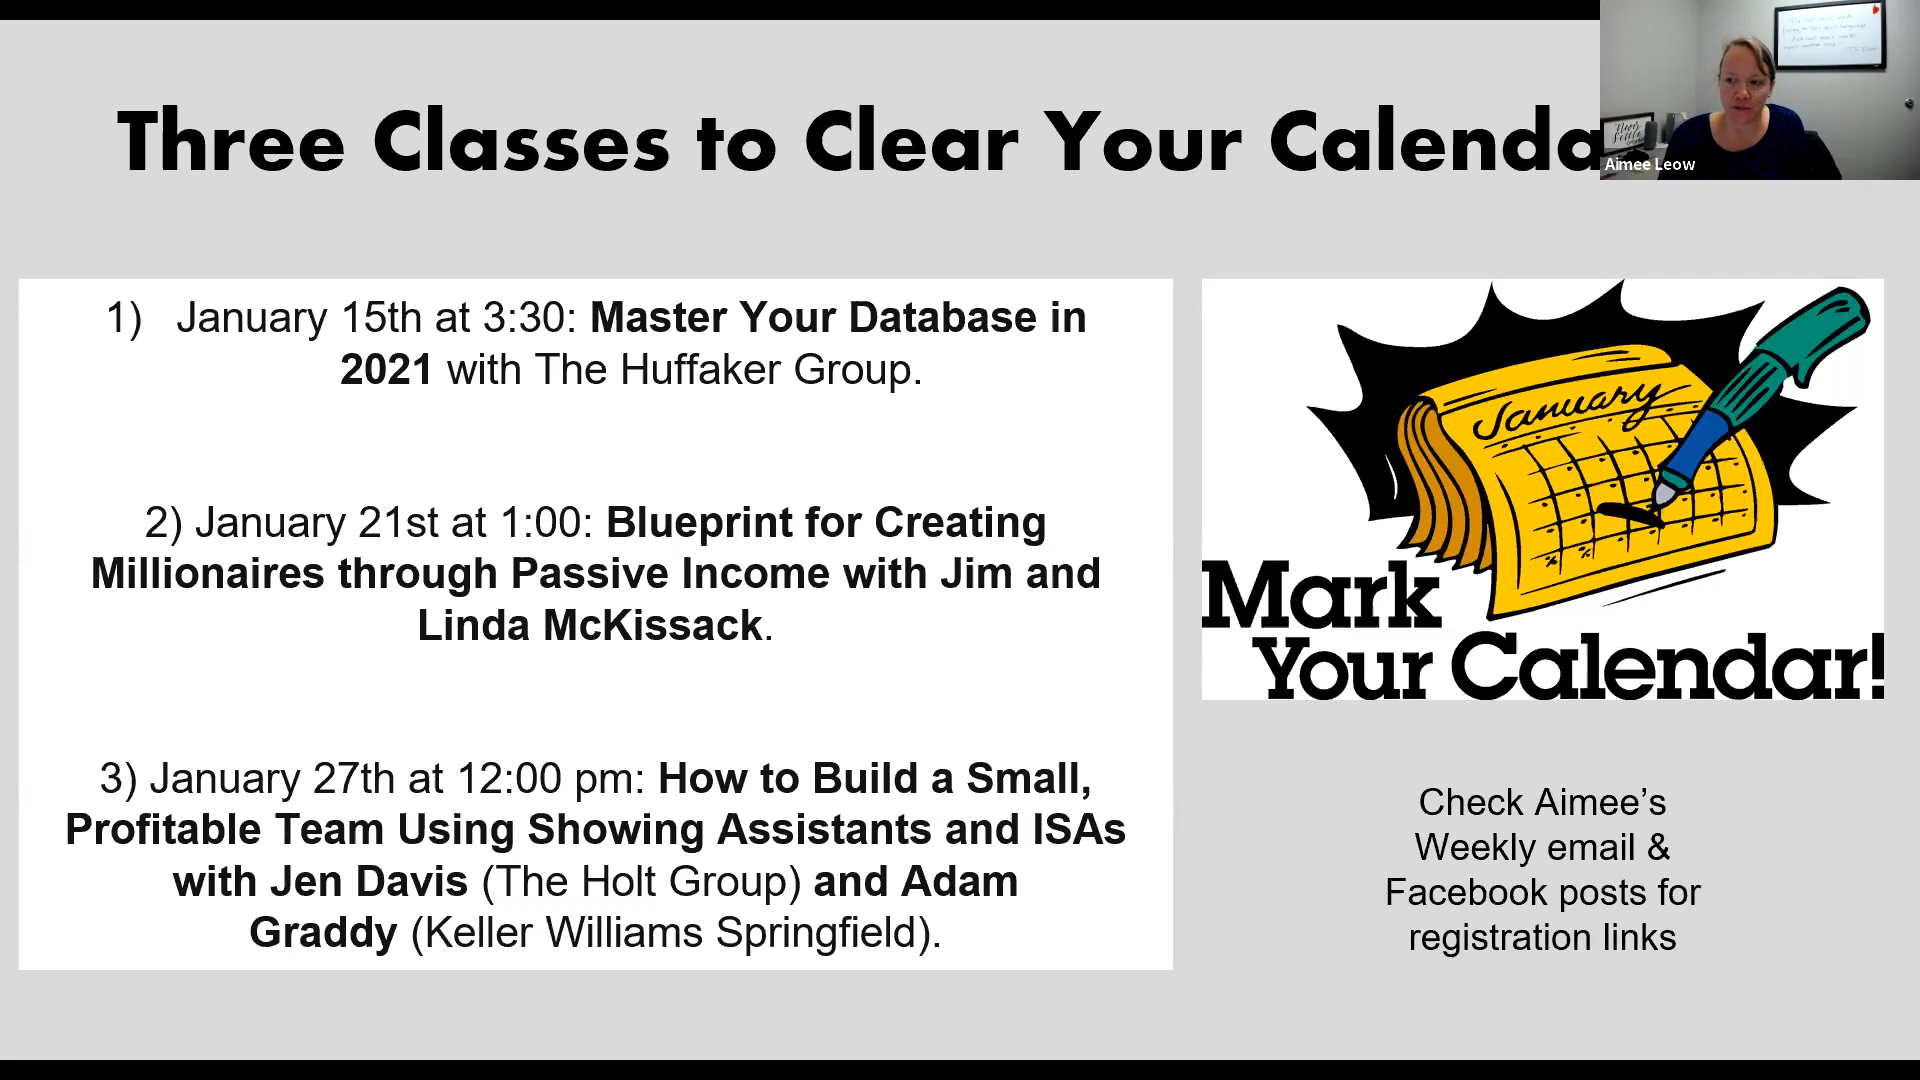 Three Classes to Clear Your Calenda
Aimee Leow
1) January 15th at 3:30: Master Your Database in
2021 with The Huffaker Group.
2) January 21st at 1:00: Blueprint for Creating
Millionaires through Passive Income with Jim and
Linda McKissack.
3) January 27th at 12:00 pm: How to Build a Small,
Profitable Team Using Showing Assistants and ISAs
with Jen Davis (The Holt Group) and Adam
Graddy (Keller Williams Springfield).
January
Mark
Your Calendar!
Check Aimee’s
Weekly email &
Facebook posts for
registration links